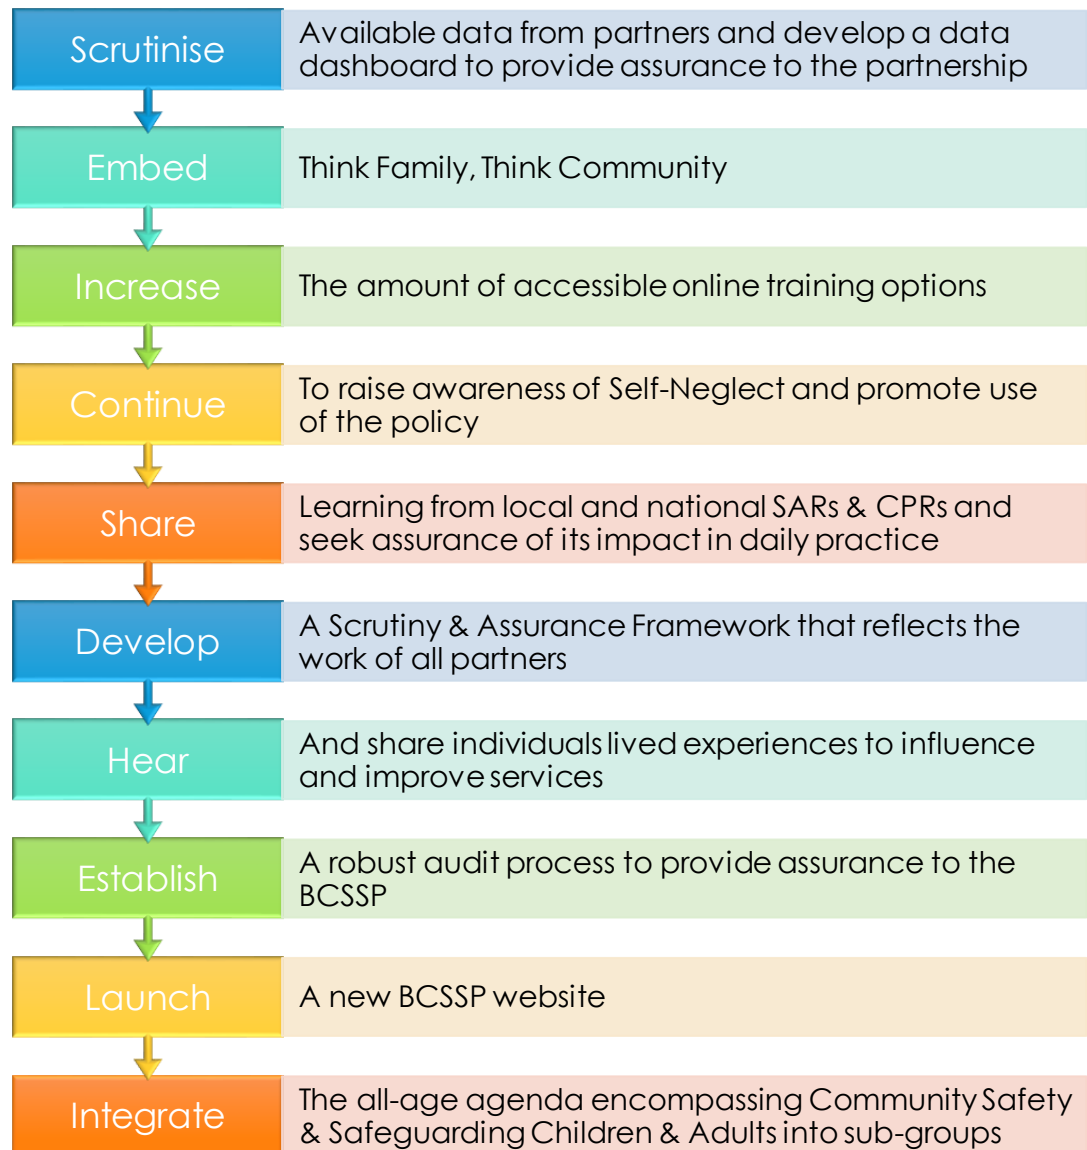 Scrutinise
Available data from partners and develop a data
dashboard to provide assurance to the partnership
Embed
Think Family, Think Community
Increase
The amount of accessible online training options
Continue
To raise awareness of Self-Neglect and promote use
of the policy
Share
Learning from local and national SARs & CPRs and
seek assurance of its impact in daily practice
Develop
A Scrutiny & Assurance Framework that reflects the
work of all partners
Hear
And share individuals lived experiences to influence
and improve services
Establish
A robust audit process to provide assurance to the
BCSSP
Launch
A new BCSSP website
Integrate
The all-age agenda encompassing Community Safety
& Safeguarding Children & Adults into sub-groups